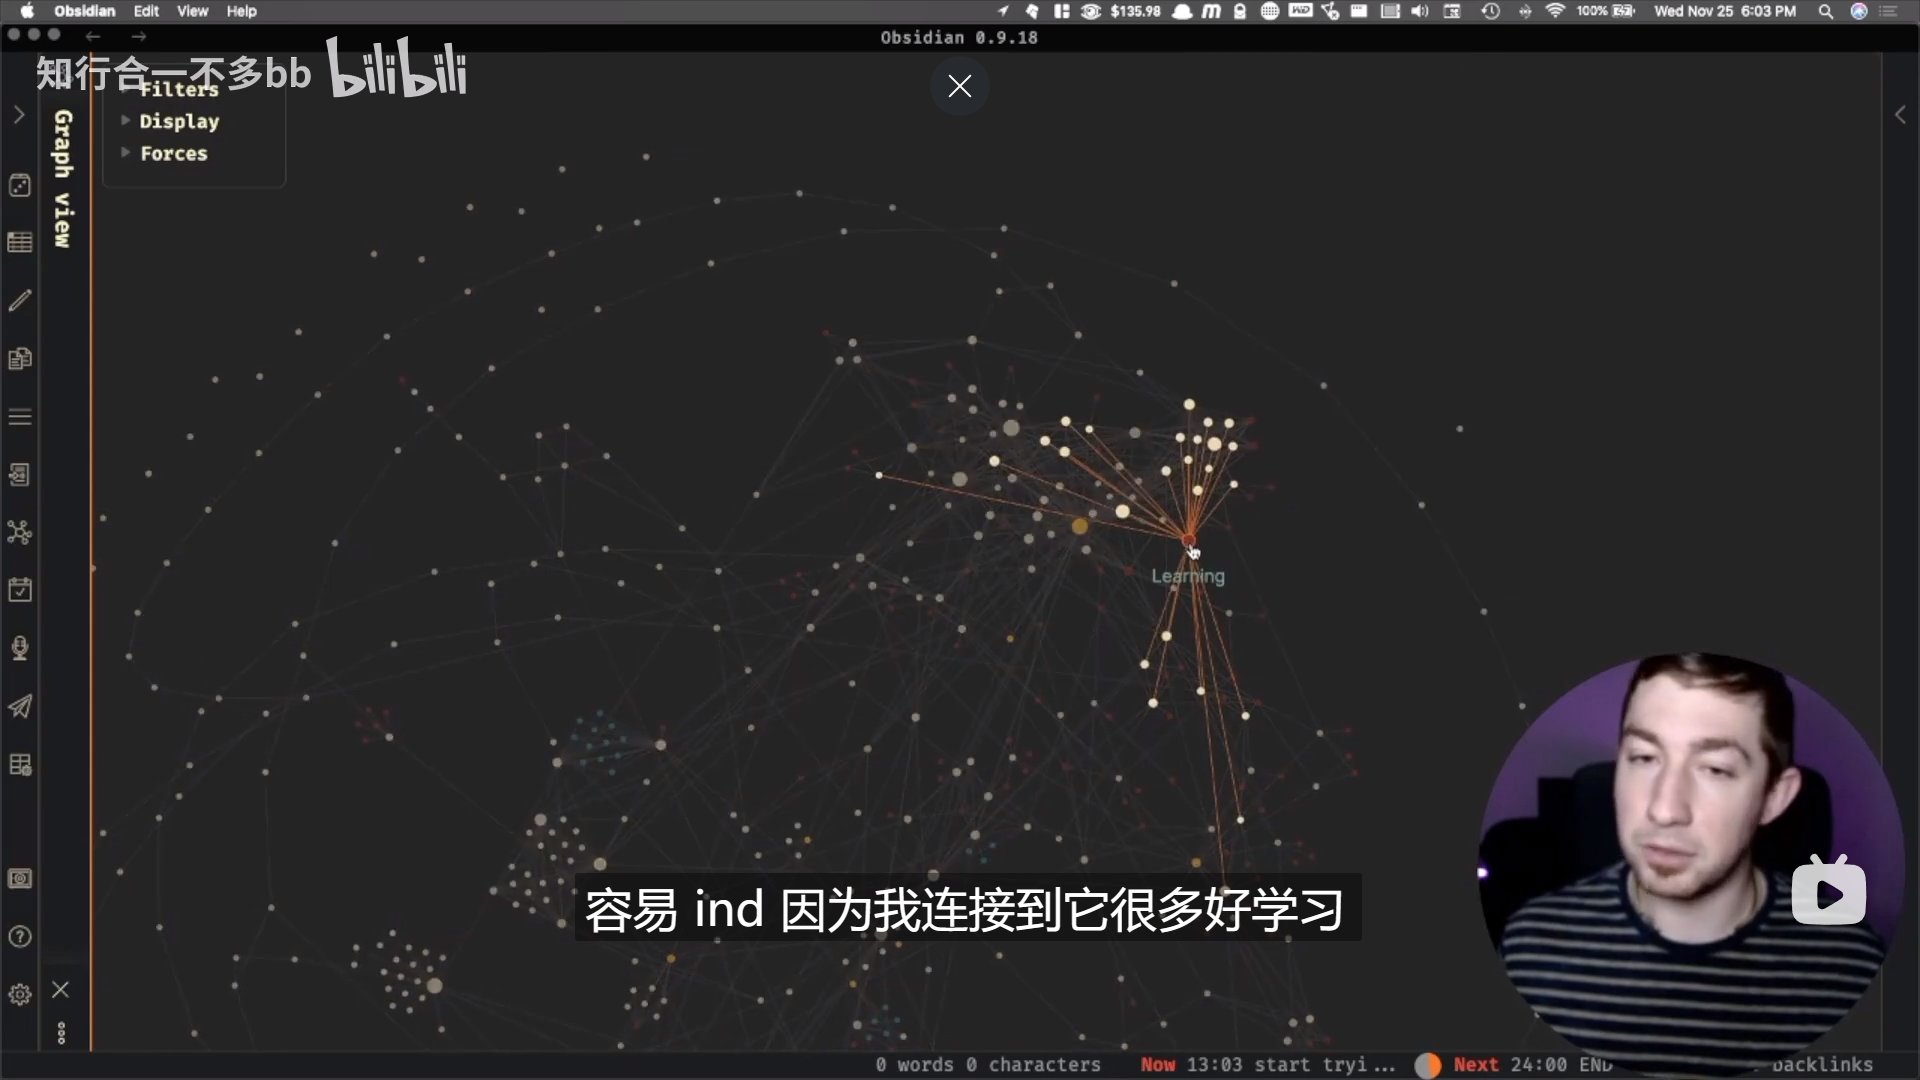 Obsidian Edit View Help
$135.98
100%
Wed Nov 25 6:03 PM
Obsidian 0.9.18
知行合一不多bb bilibili
Filters
Display
Forces
Graph view
Learning
容易 ind 因为我连接到它很多好学习
0 words 0 characters
Now 13:03 start tryi...
Next 24:00 END
backlinks